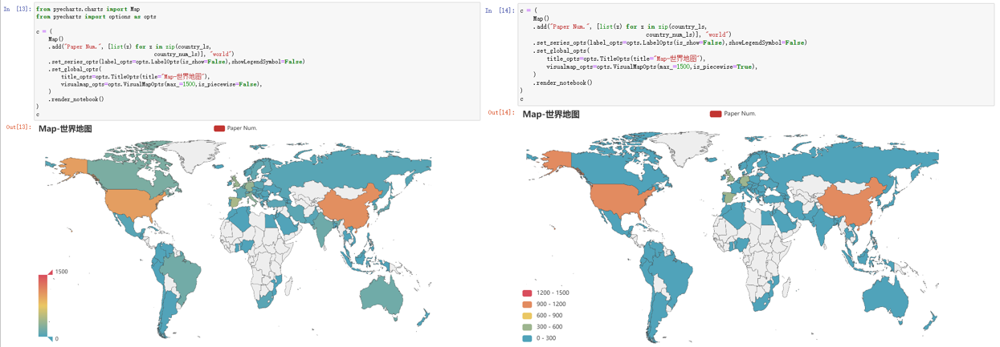 In [13]:
from pyecharts.charts import Map
from pyecharts import options as opts
c = (
Map()
.add("Paper Num.", [list(z) for z in zip(country_ls,
country_num_ls)], "world")
.set_series_opts(label_opts=opts.LabelOpts(is_show=False),showLegendSymbol=False)
.set_global_opts(
title_opts=opts.TitleOpts(title="Map-世界地图"),
visualmap_opts=opts.VisualMapOpts(max_=1500,is_piecewise=False),
)
.render_notebook()
)
c
Out[13]:
Map-世界地图
Paper Num.
1500
0
In [14]:
c = (
Map()
.add("Paper Num.", [list(z) for z in zip(country_ls,
country_num_ls)], "world")
.set_series_opts(label_opts=opts.LabelOpts(is_show=False),showLegendSymbol=False)
.set_global_opts(
title_opts=opts.TitleOpts(title="Map-世界地图"),
visualmap_opts=opts.VisualMapOpts(max_=1500,is_piecewise=True),
)
.render_notebook()
)
c
Out[14]:
Map-世界地图
Paper Num.
1200 - 1500
900 - 1200
600 - 900
300 - 600
0 - 300